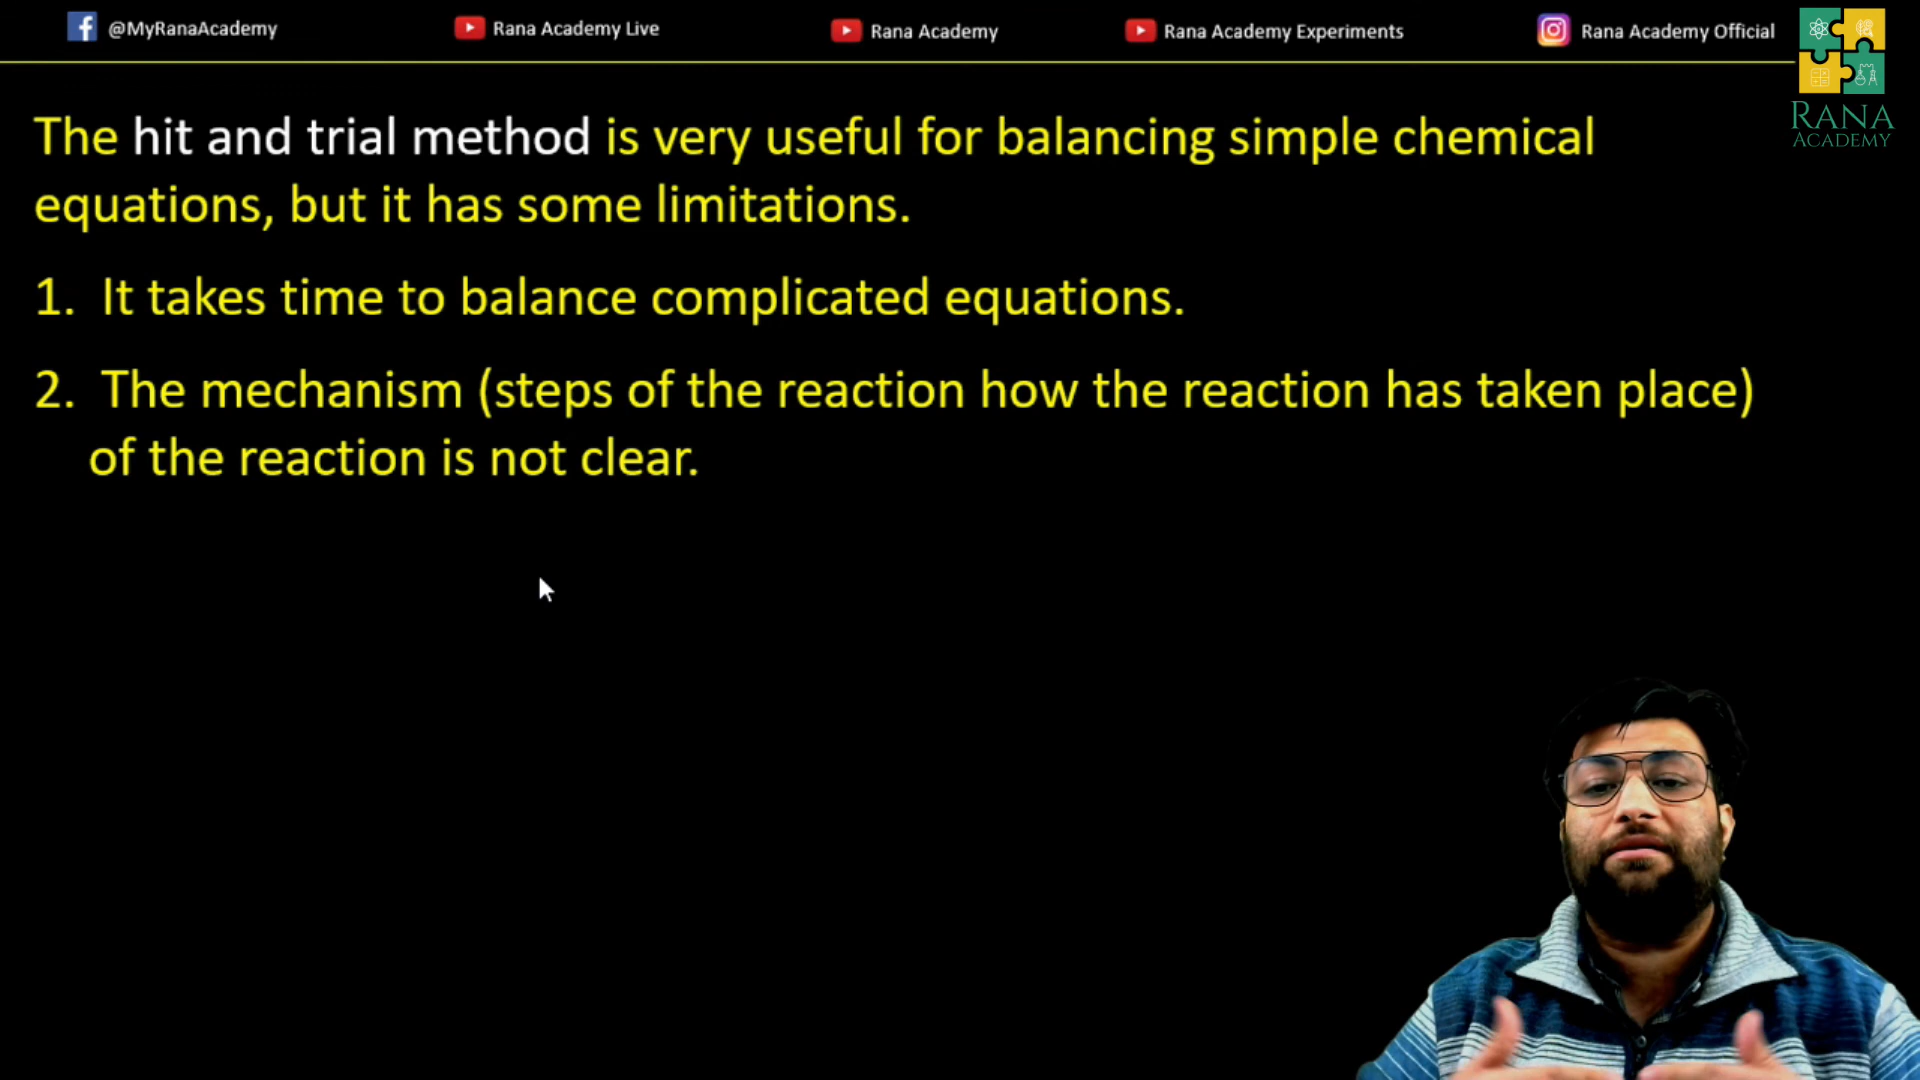 @MyRanaAcademy Rana Academy Live Rana Academy Rana Academy Experiments Rana Academy Official
RANA
ACADEMY
The hit and trial method is very useful for balancing simple chemical
equations, but it has some limitations.
1. It takes time to balance complicated equations.
2. The mechanism (steps of the reaction how the reaction has taken place)
of the reaction is not clear.